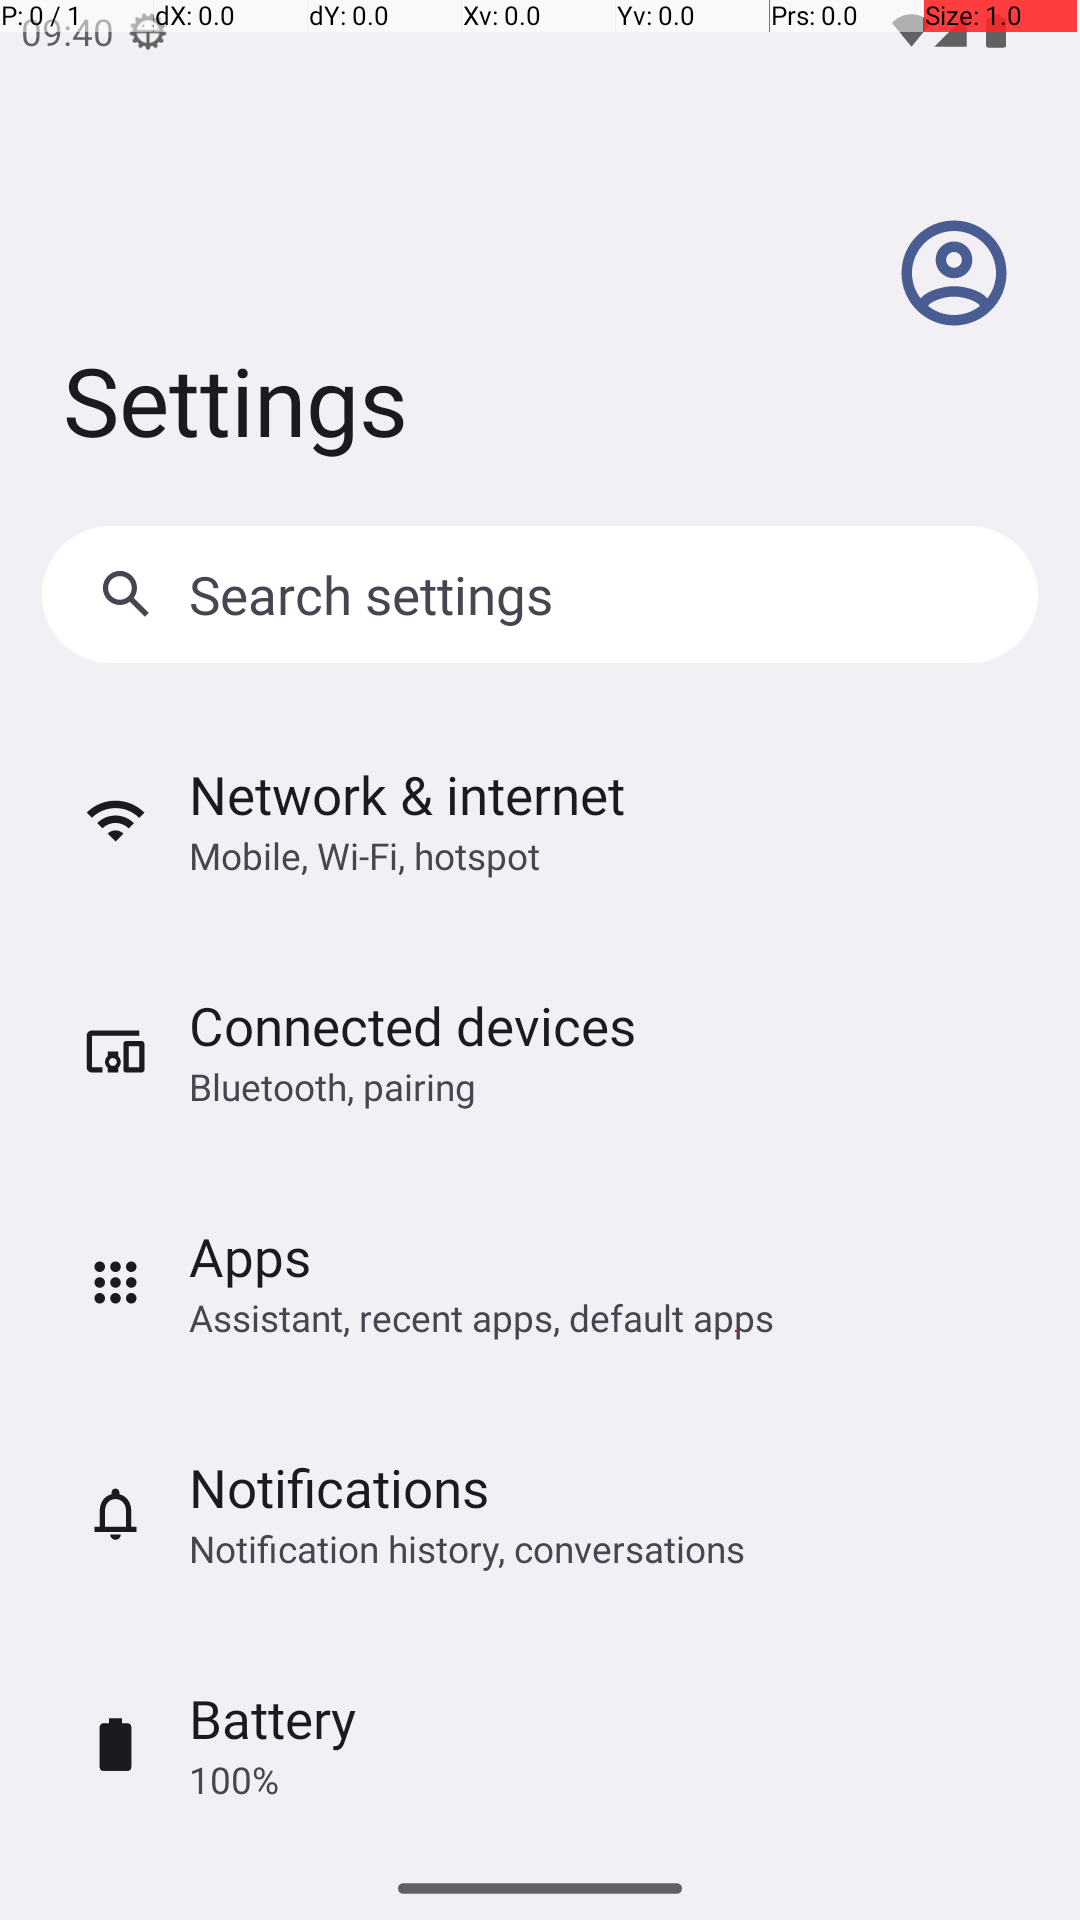 P: 0 / 1 dX: 0.0 dY: 0.0 Xv: 0.0 Yv: 0.0 Prs: 0.0 Size: 1.0
09:40
Settings
Search settings
Network & internet
Mobile, Wi-Fi, hotspot
Connected devices
Bluetooth, pairing
Apps
Assistant, recent apps, default apps
Notifications
Notification history, conversations
Battery
100%